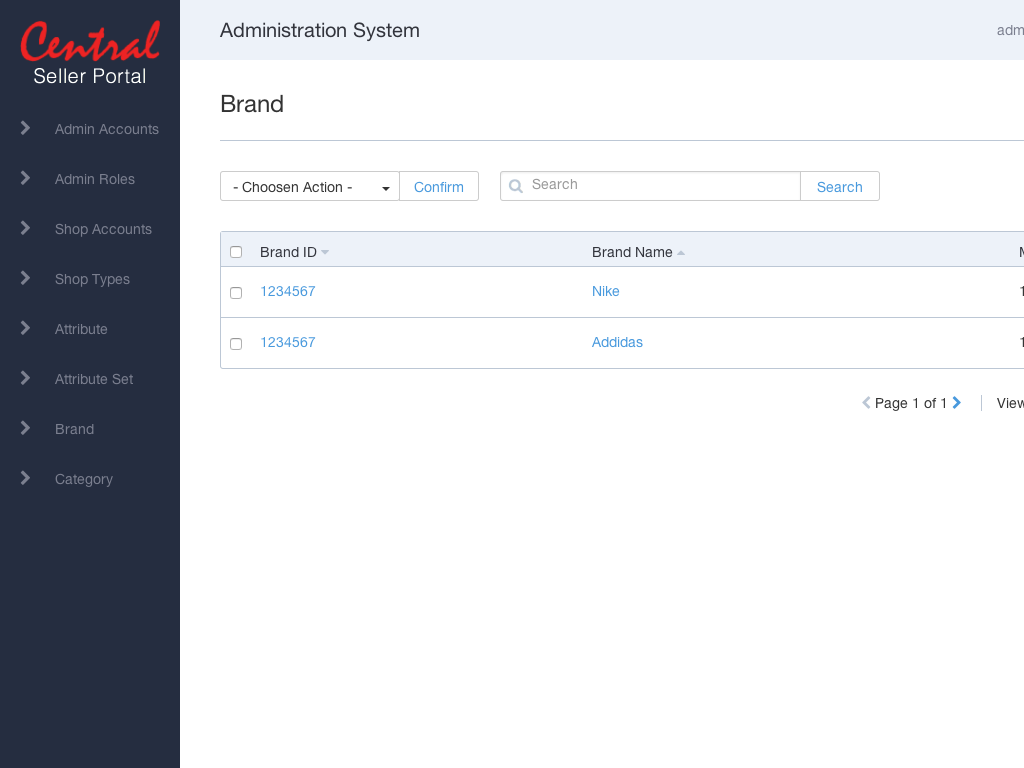 Central
Seller Portal
Administration System
adm
Admin Accounts
Admin Roles
Shop Accounts
Shop Types
Attribute
Attribute Set
Brand
Category
Brand
- Choosen Action -
Confirm
Search
Search
Brand ID
Brand Name
M
1234567
Nike
1
1234567
Addidas
1
Page 1 of 1
View